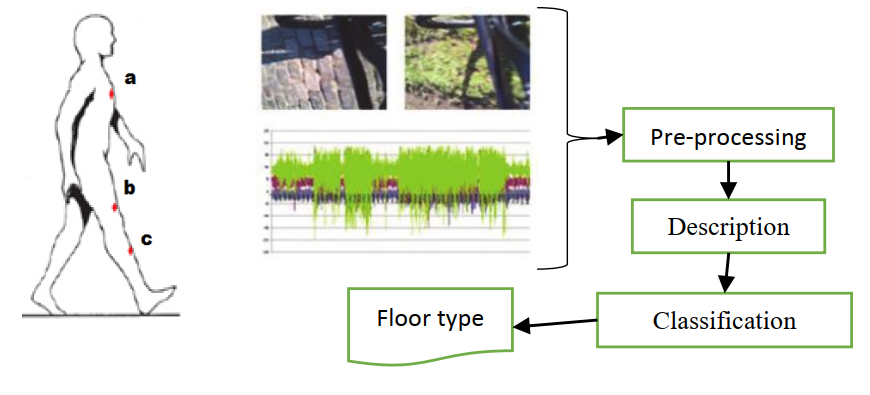 a
b
c
Pre-processing
Description
Classification
Floor type